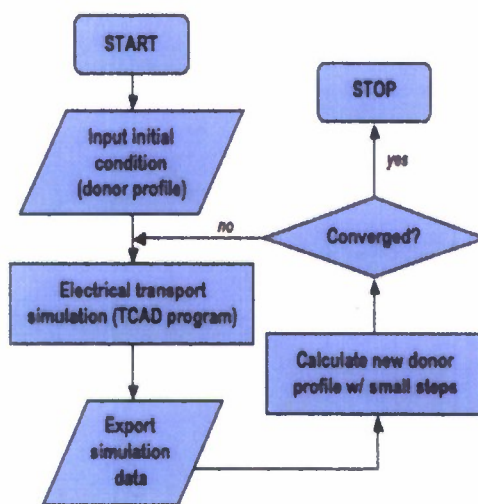 START
Input initial
condition
(donor profile)
Electrical transport
simulation (TCAD program)
Export
simulation
data
Calculate new donor
profile w/ small steps
Converged?
no
yes
STOP